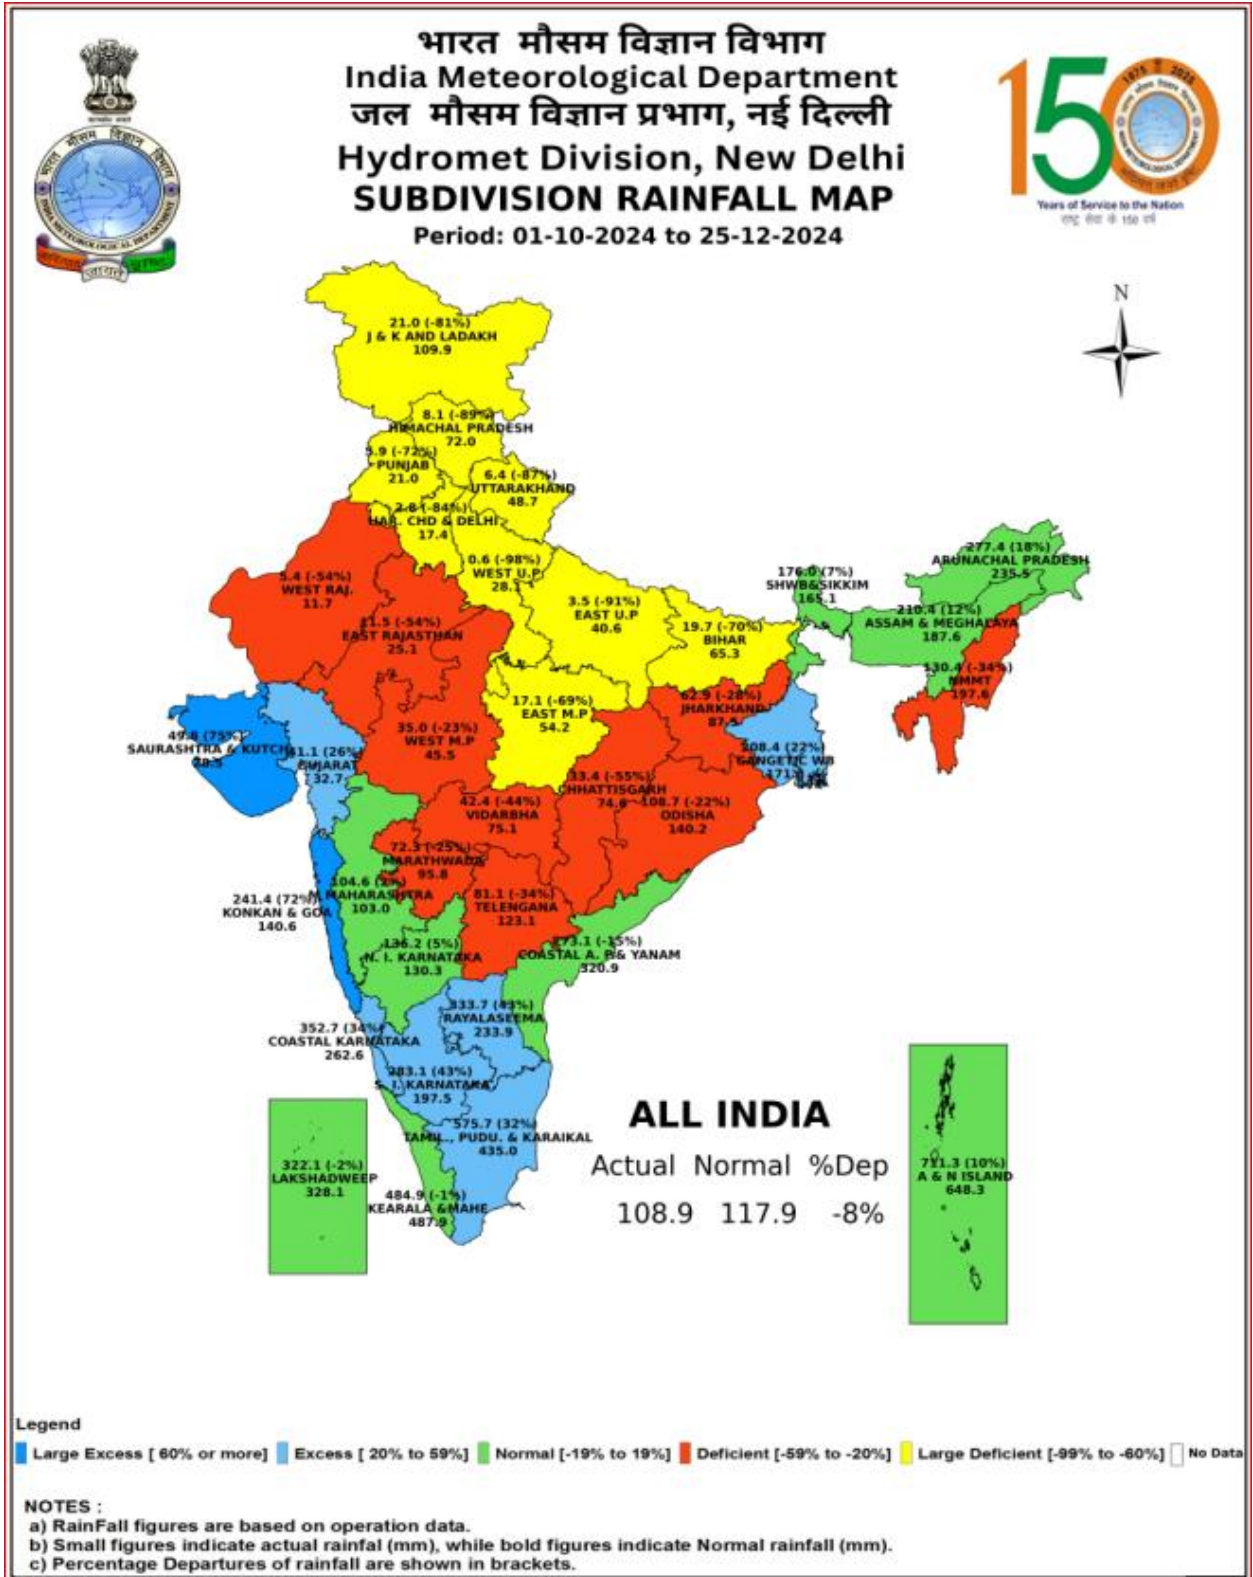 भारत मौसम विज्ञान विभाग
India Meteorological Department
जल मौसम विज्ञान प्रभाग, नई दिल्ली
Hydromet Division, New Delhi
SUBDIVISION RAINFALL MAP
Period: 01-10-2024 to 25-12-2024
150
Years of Service to the Nation
राष्ट्र सेवा के 150 वर्ष
N
21.0 (-81%)
J & K AND LADAKH
109.9
8.1 (-89%)
HIMACHAL PRADESH
72.0
5.9 (-72%)
PUNJAB
21.0
6.4 (-87%)
UTTARAKHAND
48.7
2.8 (-84%)
HAR. CHD & DELHI
17.4
0.6 (-98%)
WEST U.P
28.1
5.4 (-54%)
WEST RAJ.
11.7
11.5 (-54%)
EAST RAJASTHAN
25.1
3.5 (-91%)
EAST U.P
40.6
19.7 (-70%)
BIHAR
65.3
176.0 (7%)
SHWB&SIKKIM
165.1
277.4 (18%)
ARUNACHAL PRADESH
235.5
210.4 (12%)
ASSAM & MEGHALAYA
187.6
130.4 (-34%)
NMMT
197.6
49.8 (75%)
SAURASHTRA & KUTCH
28.5
41.1 (26%)
GUJARAT
32.7
35.0 (-23%)
WEST M.P
45.5
17.1 (-69%)
EAST M.P
54.2
62.9 (-28%)
JHARKHAND
87.5
208.4 (22%)
GANGETIC WB
33.4 (-55%)
CHHATTISGARH
74.6
108.7 (-22%)
ODISHA
140.2
42.4 (-44%)
VIDARBHA
75.1
72.3 (-25%)
MARATHWADA
95.8
104.6 (2%)
M MAHARASHTRA
103.0
241.4 (72%)
KONKAN & GOA
140.6
81.1 (-34%)
TELENGANA
123.1
136.2 (5%)
N. I. KARNATAKA
130.3
273.1 (-15%)
COASTAL A. P.& YANAM
320.9
333.7 (43%)
RAYALASEEMA
233.9
352.7 (34%)
COASTAL KARNATAKA
262.6
283.1 (43%)
S. I. KARNATAKA
197.5
575.7 (32%)
TAMIL., PUDU. & KARAIKAL
435.0
322.1 (-2%)
LAKSHADWEEP
328.1
484.9 (-1%)
KEARALA &MAHE
487.9
711.3 (10%)
A & N ISLAND
648.3
ALL INDIA
Actual Normal %Dep
108.9 117.9 -8%
Legend
Large Excess [ 60% or more] Excess [ 20% to 59%] Normal [-19% to 19%] Deficient [-59% to -20%] Large Deficient [-99% to -60%] No Data
NOTES :
a) RainFall figures are based on operation data.
b) Small figures indicate actual rainfal (mm), while bold figures indicate Normal rainfall (mm).
c) Percentage Departures of rainfall are shown in brackets.